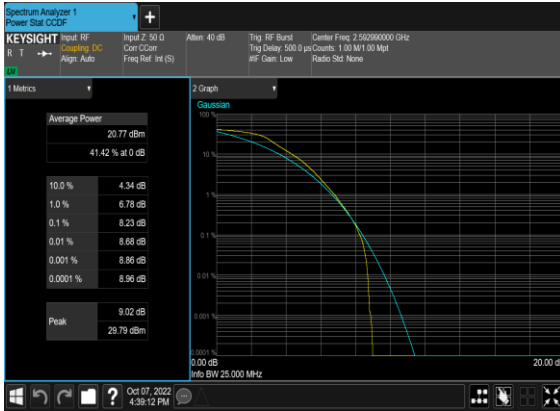 Spectrum Analyzer 1
Power Stat CCDF
+
KEYSIGHT
R T
Input: RF
Coupling: DC
Align: Auto
Input Z: 50 Ω
Corr CCorr
Freq Ref: Int (S)
Atten: 40 dB
Trig: RF Burst
Trig Delay: 500.0 µs
#IF Gain: Low
Center Freq: 2.592990000 GHz
Counts: 1.00 M/1.00 Mpt
Radio Std: None
1 Metrics
Average Power
20.77 dBm
41.42 % at 0 dB
10.0 % 4.34 dB
1.0 % 6.78 dB
0.1 % 8.23 dB
0.01 % 8.68 dB
0.001 % 8.86 dB
0.0001 % 8.96 dB
Peak
9.02 dB
29.79 dBm
2 Graph
Gaussian
100 %
10 %
1 %
0.1 %
0.01 %
0.001 %
0.0001 %
0.00 dB
20.00 d
Info BW 25.000 MHz
?
Oct 07, 2022
4:39:12 PM